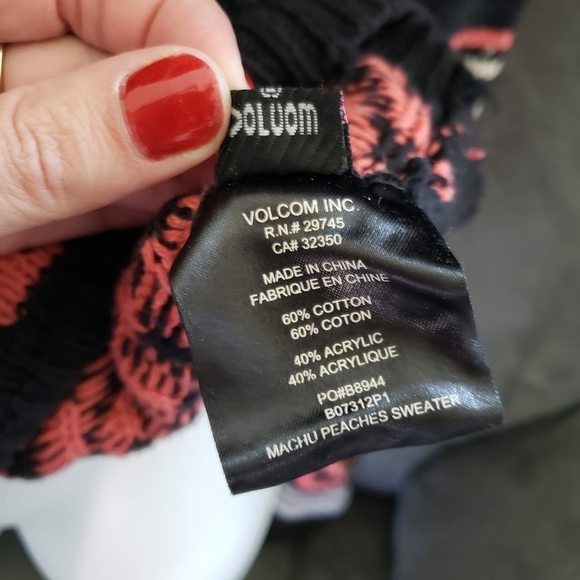 VOLCOM
VOLCOM INC.
R.N.# 29745
CA# 32350
MADE IN CHINA
FABRIQUE EN CHINE
60% COTTON
60% COTON
40% ACRYLIC
40% ACRYLIQUE
PO#B8944
B07312P1
MACHU PEACHES SWEATER